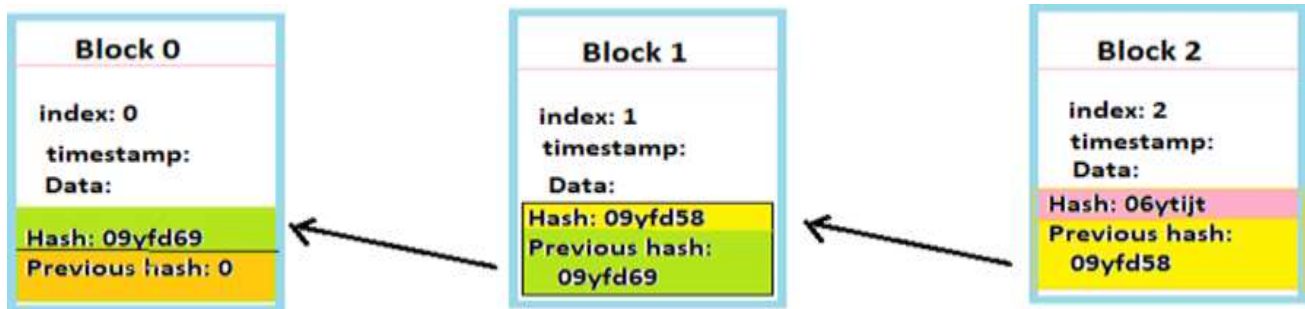 Block 0
index: 0
timestamp:
Data:
Hash: 09yfd69
Previous hash: 0
Block 1
index: 1
timestamp:
Data:
Hash: 09yfd58
Previous hash:
09yfd69
Block 2
index: 2
timestamp:
Data:
Hash: 06ytijt
Previous hash:
09yfd58